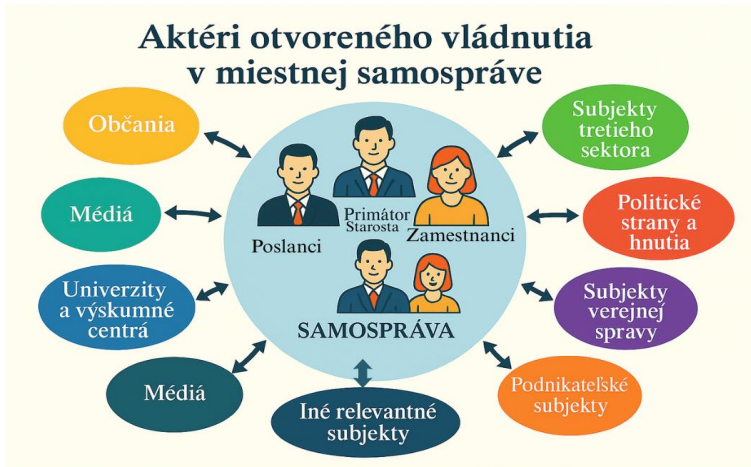 Aktéri otvoreného vládnutia
v miestnej samospráve
Občania
Médiá
Univerzity
a výskumné
centrá
Médiá
Poslanci
Primátor
Starosta
Zamestnanci
SAMOSPRÁVA
Iné relevantné
subjekty
Subjekty
tretieho
sektora
Politické
strany a
hnutia
Subjekty
verejnej
spravy
Podnikateľské
subjekty